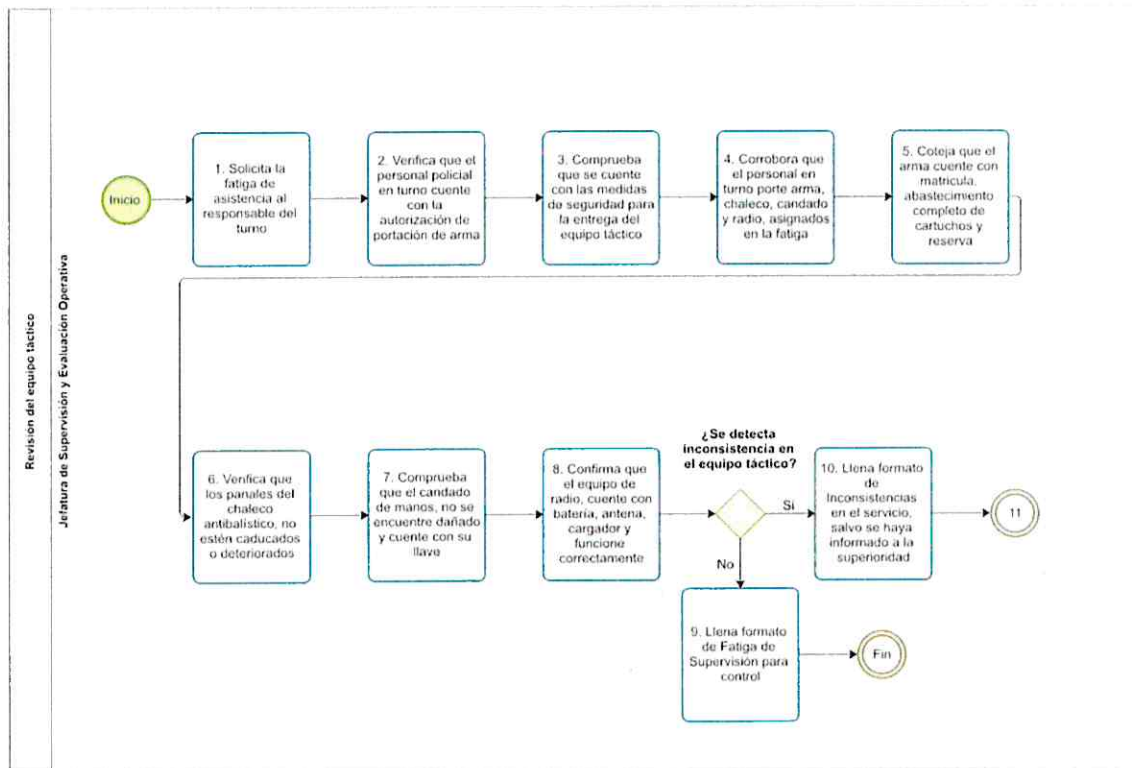 Revisión del equipo táctico
Jefatura de Supervisión y Evaluación Operativa
Inicio
1. Solicita la
fatiga de
asistencia al
responsable del
turno
2. Verifica que el
personal policial
en turno cuente
con la
autorización de
portación de arma
3. Comprueba
que se cuente
con las medidas
de seguridad para
la entrega del
equipo táctico
4. Corrobora que
el personal en
turno porte arma,
chaleco, candado
y radio, asignados
en la fatiga
5. Coteja que el
arma cuente con
matricula,
abastecimiento
completo de
cartuchos y
reserva
6. Verifica que
los panales del
chaleco
antibalístico, no
estén caducados
o deteriorados
7. Comprueba
que el candado
de manos, no se
encuentre dañado
y cuente con su
llave
8. Confirma que
el equipo de
radio, cuente con
batería, antena,
cargador y
funcione
correctamente
¿Se detecta
inconsistencia en
el equipo táctico?
Si
No
10. Llena formato
de
Inconsistencias
en el servicio,
salvo se haya
informado a la
superioridad
11
9. Llena formato
de Fatiga de
Supervisión para
control
Fin